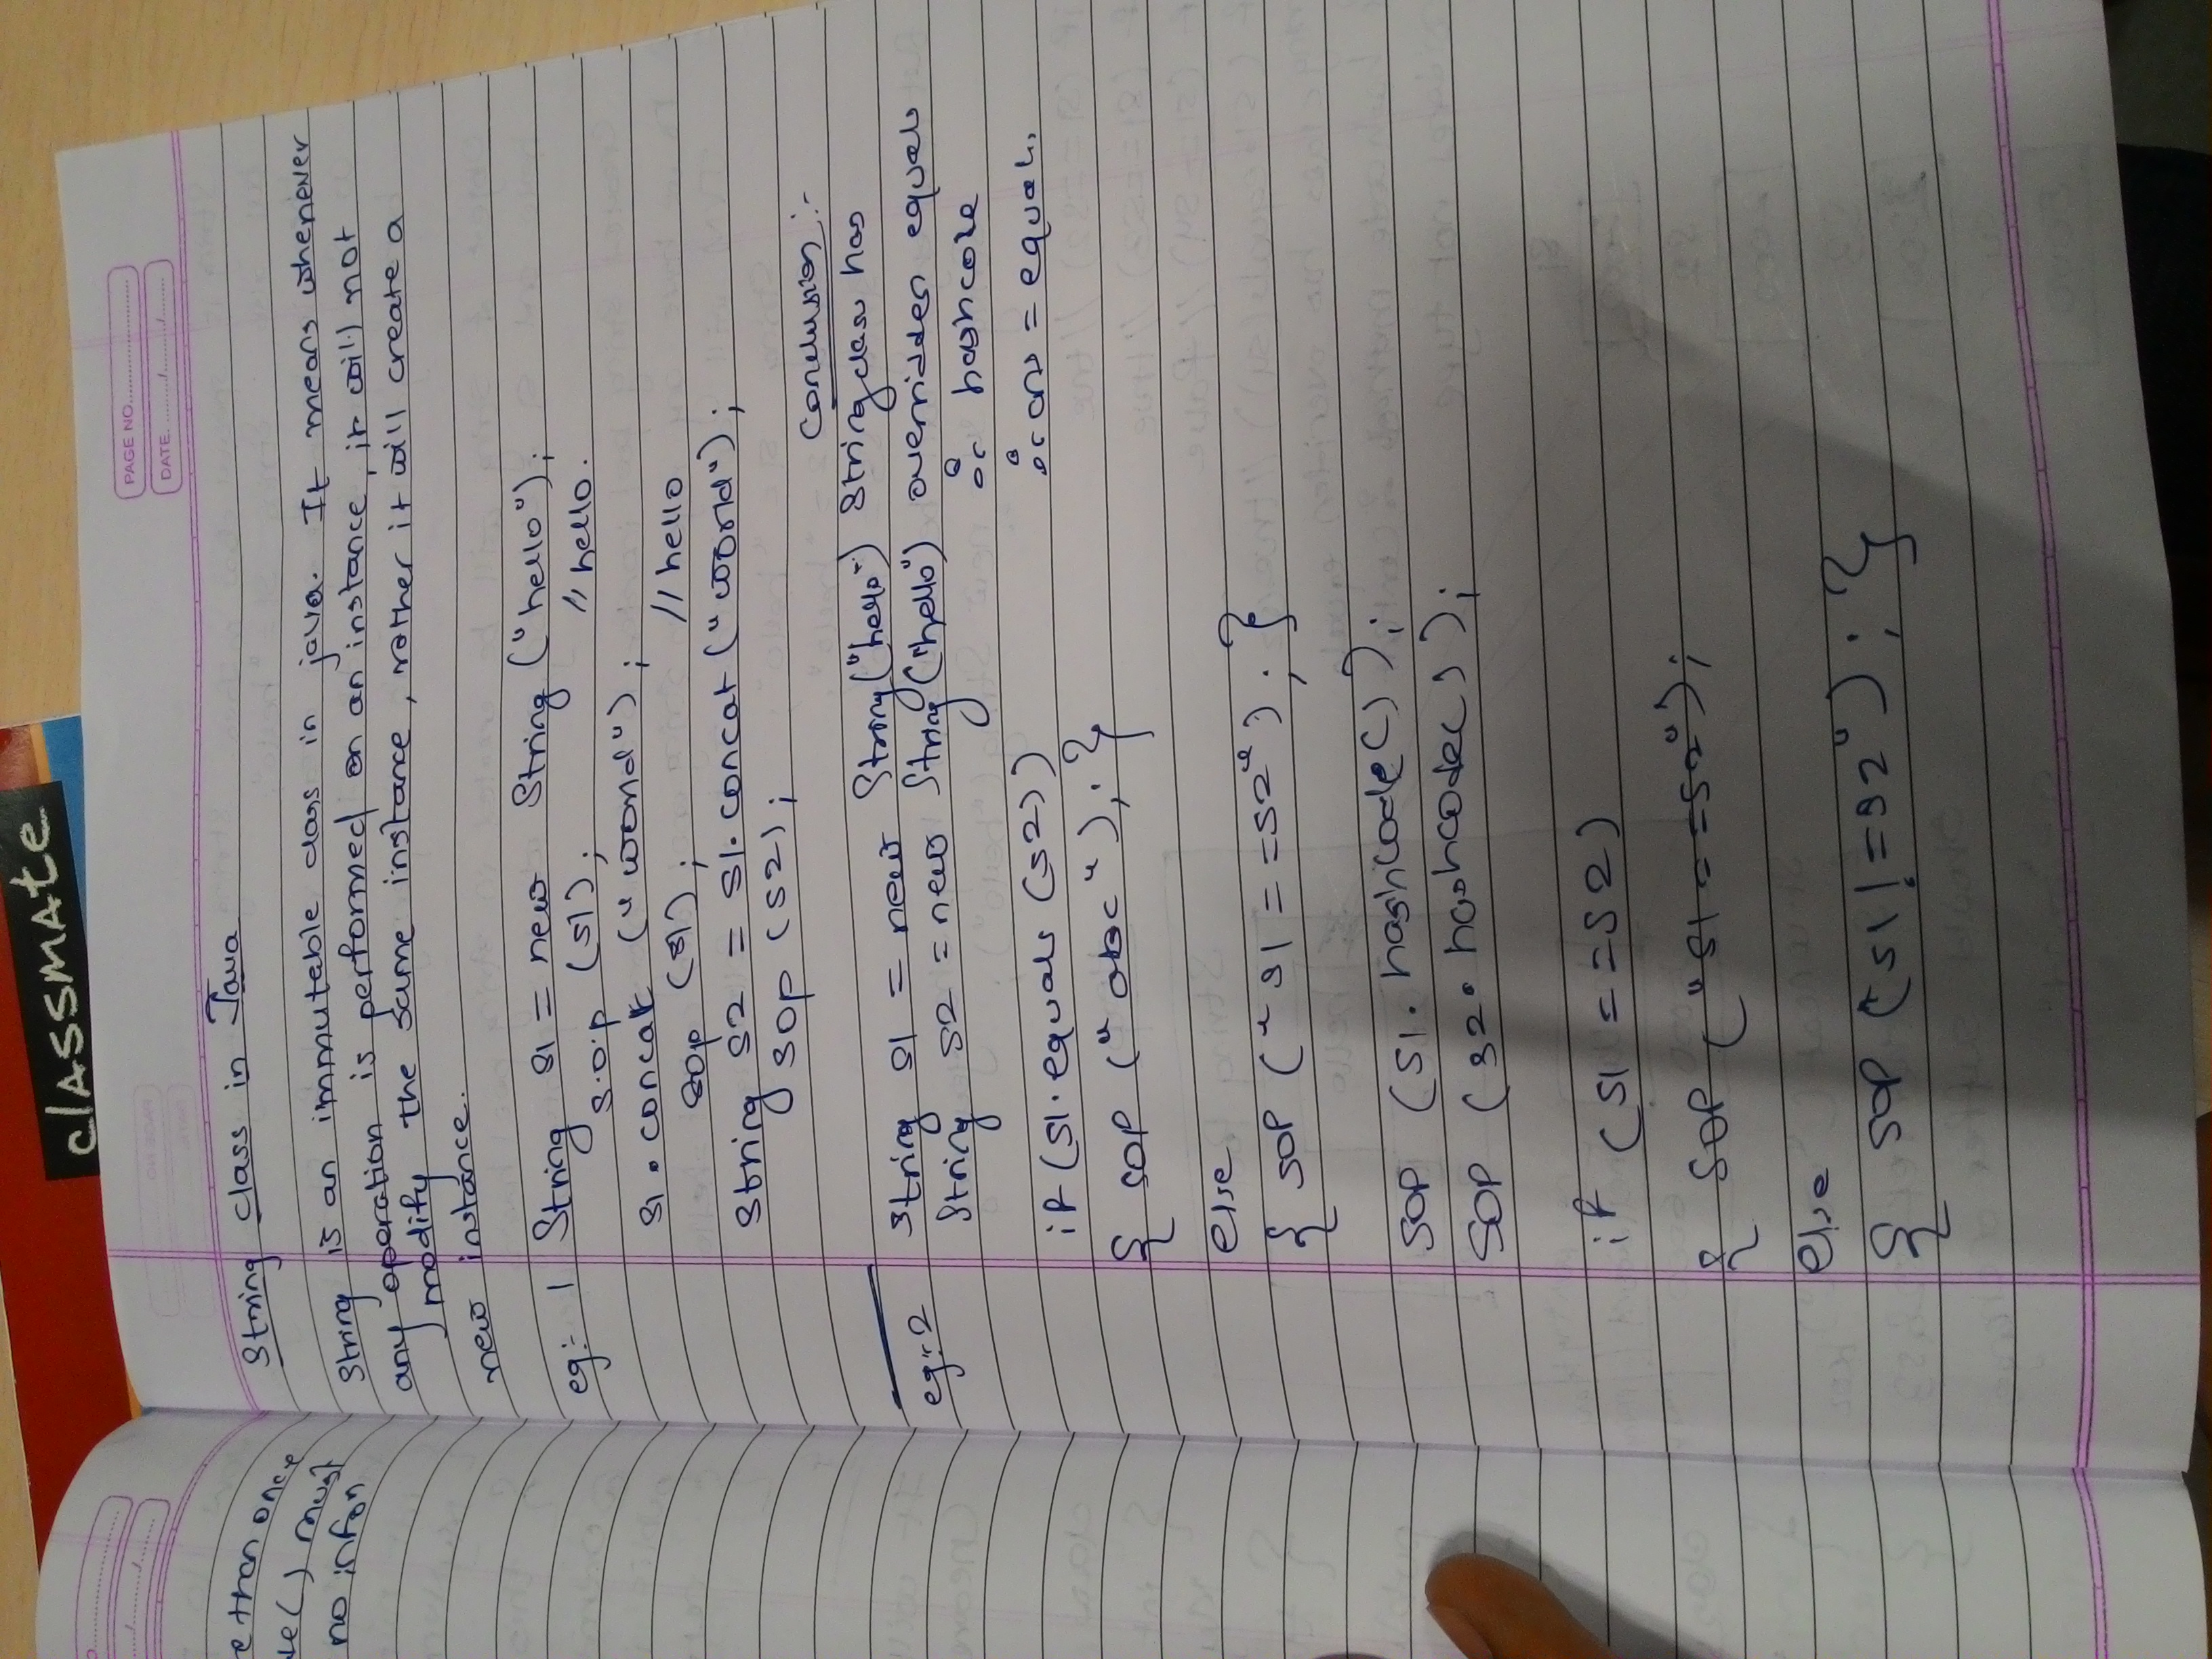 classmate
PAGE NO.
DATE. / /
e than once
te() must
no infon
String class in Java
String is an immutable class in java. It means whenever
any operation is performed on an instance, it will not
modify the same instance, rather it will create a
new instance.
eg:- 1 String s1 = new String ("hello");
s.o.p (s1); // hello.
s1.concat ("world");
sop (s1); // hello
String s2 = s1.concat ("world");
sop (s2);
Conclusion :-
eg:-2 String s1 = new String("hello") String class has
String s2 = new String("hello") overridden equals
& hashcode
if (s1.equals (s2))
{ sop ("abc"); }
else
{ sop ("s1 = =s2"); }
sop (s1.hashcode() );
sop (s2.hashcode() );
if (s1 = =s2)
{ sop ("s1 = =s2");
else
{ sop ("s1! =s2"); }